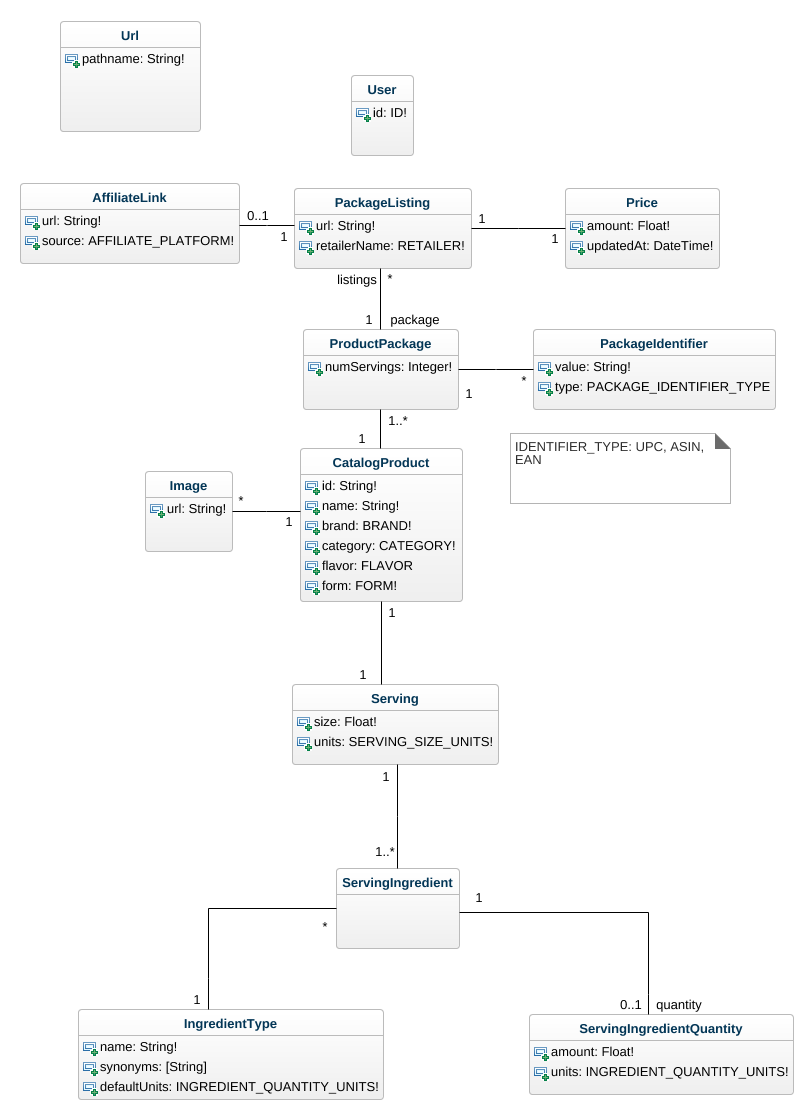 Url
pathname: String!
User
id: ID!
AffiliateLink
url: String!
source: AFFILIATE_PLATFORM!
0..1
1
PackageListing
url: String!
retailerName: RETAILER!
1
1
Price
amount: Float!
updatedAt: DateTime!
listings
*
1
package
ProductPackage
numServings: Integer!
1
*
PackageIdentifier
value: String!
type: PACKAGE_IDENTIFIER_TYPE
1..*
1
IDENTIFIER_TYPE: UPC, ASIN,
EAN
Image
url: String!
*
1
CatalogProduct
id: String!
name: String!
brand: BRAND!
category: CATEGORY!
flavor: FLAVOR
form: FORM!
1
1
Serving
size: Float!
units: SERVING_SIZE_UNITS!
1
1..*
ServingIngredient
*
1
1
0..1
quantity
IngredientType
name: String!
synonyms: [String]
defaultUnits: INGREDIENT_QUANTITY_UNITS!
ServingIngredientQuantity
amount: Float!
units: INGREDIENT_QUANTITY_UNITS!